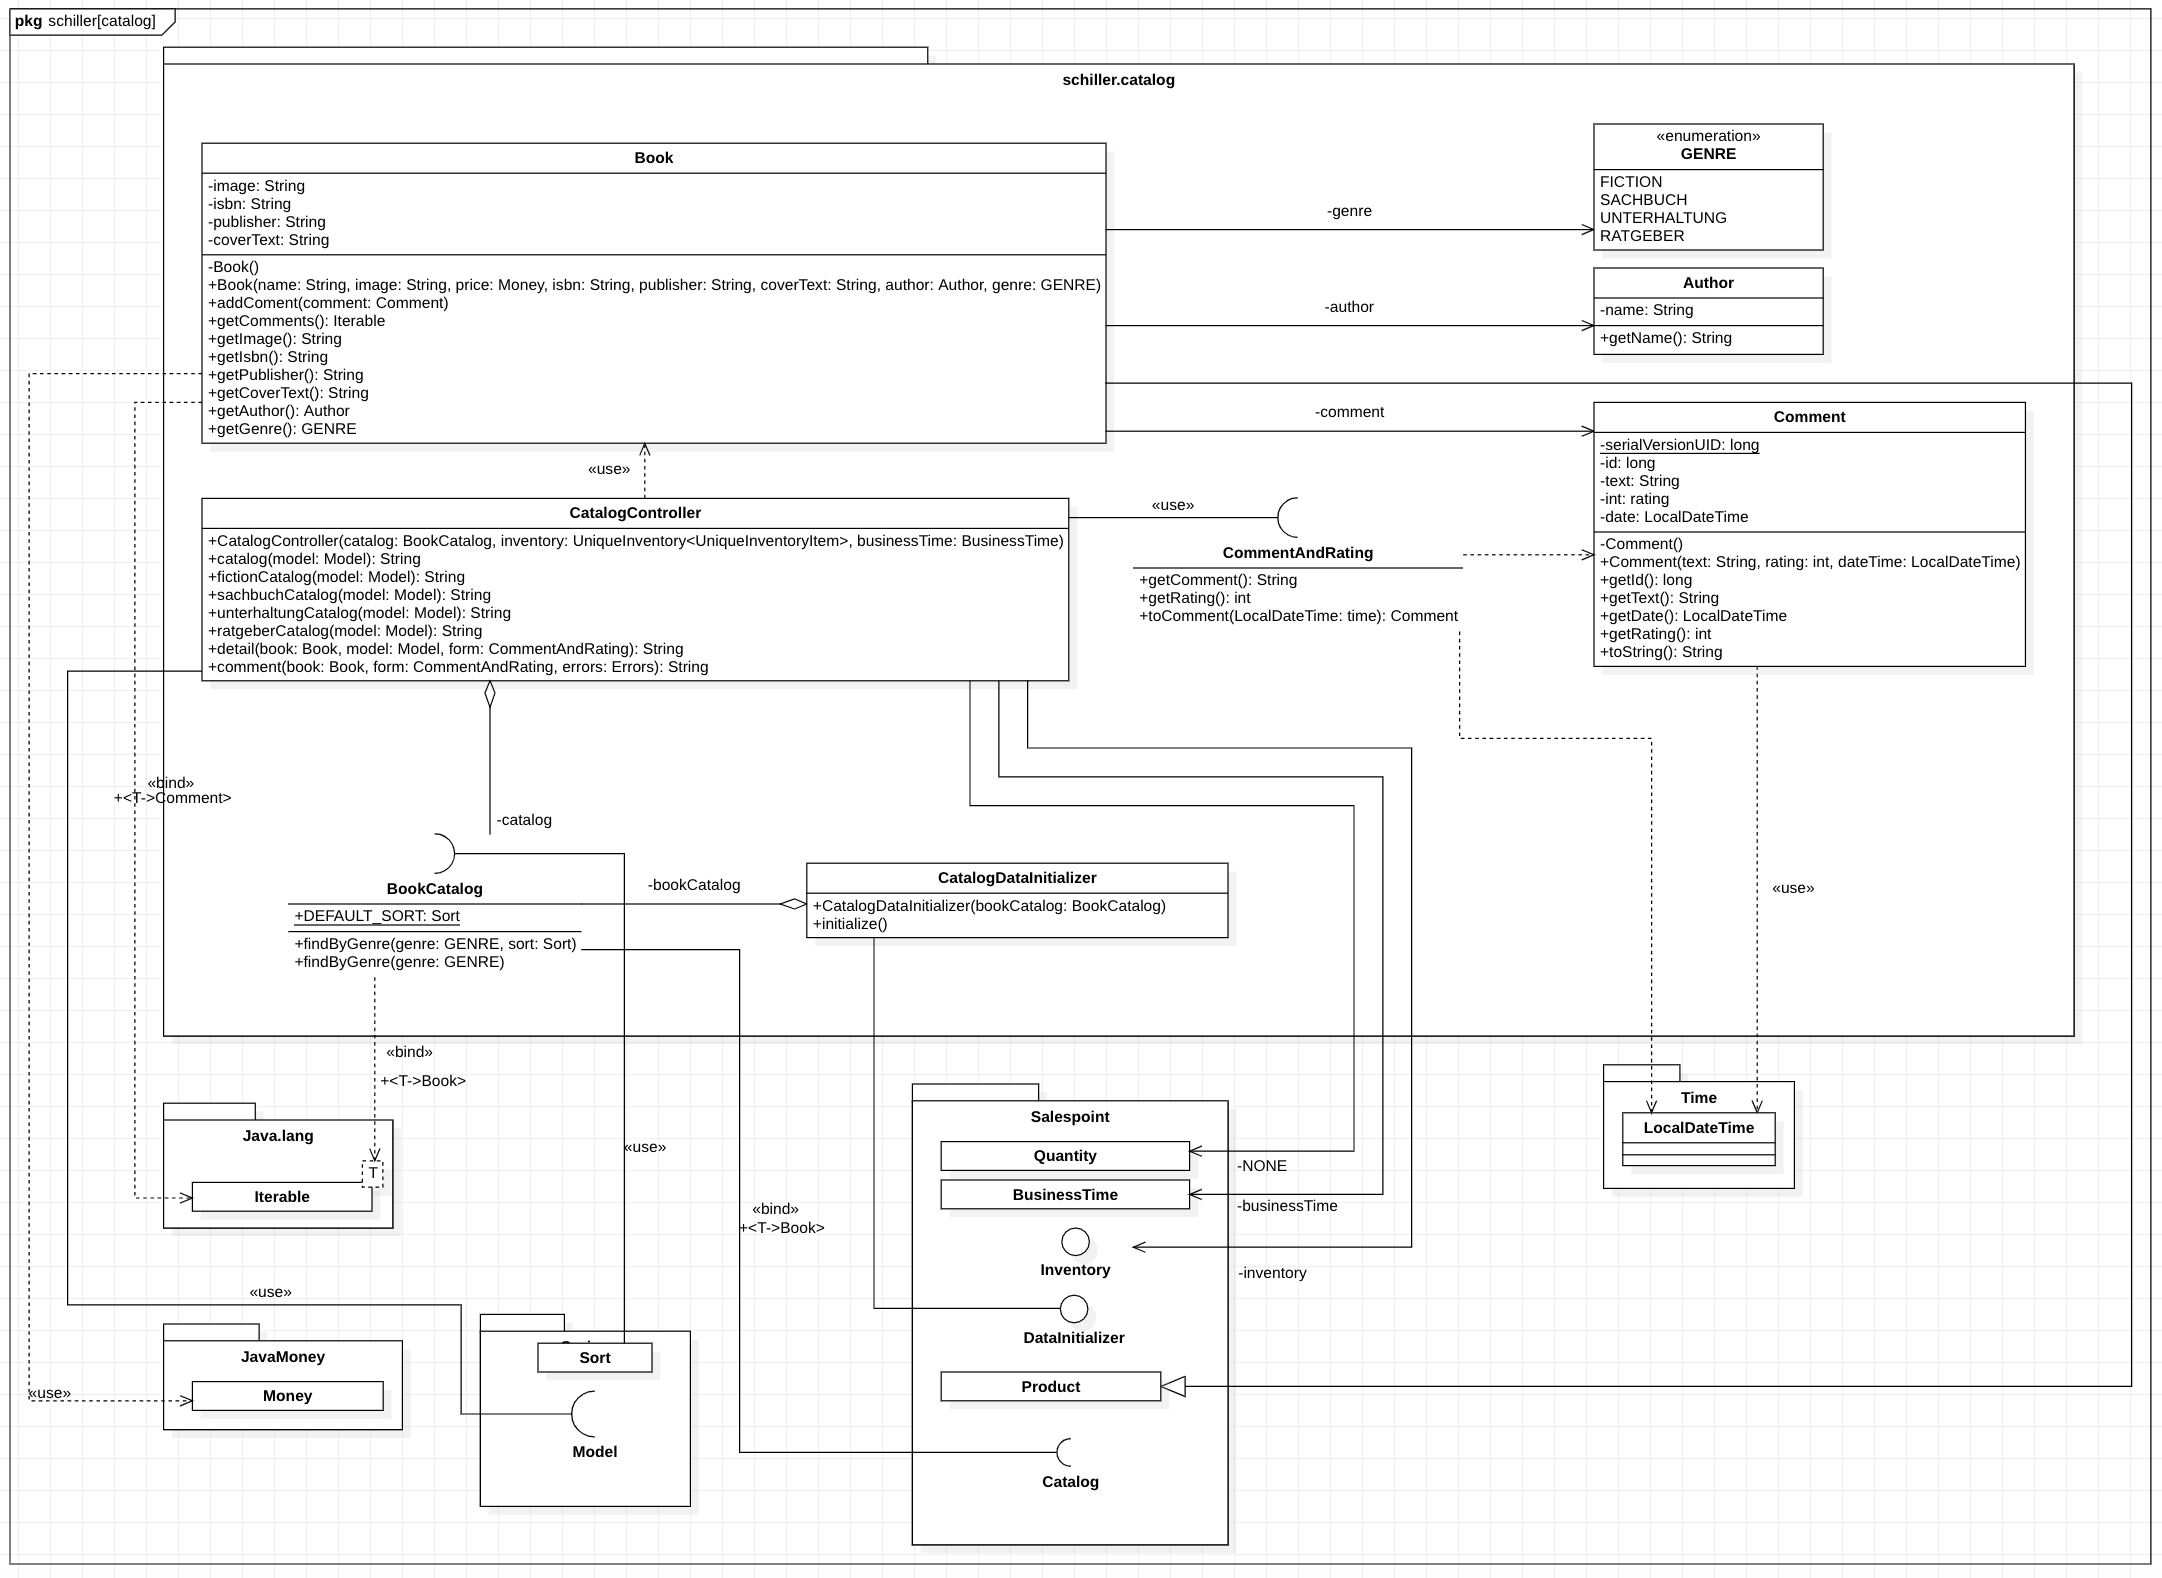 pkg schiller[catalog]
schiller.catalog
Book
-image: String
-isbn: String
-publisher: String
-coverText: String
-Book()
+Book(name: String, image: String, price: Money, isbn: String, publisher: String, coverText: String, author: Author, genre: GENRE)
+addComent(comment: Comment)
+getComments(): Iterable
+getImage(): String
+getIsbn(): String
+getPublisher(): String
+getCoverText(): String
+getAuthor(): Author
+getGenre(): GENRE
-genre
«enumeration»
GENRE
FICTION
SACHBUCH
UNTERHALTUNG
RATGEBER
-author
Author
-name: String
+getName(): String
-comment
Comment
-serialVersionUID: long
-id: long
-text: String
-int: rating
-date: LocalDateTime
-Comment()
+Comment(text: String, rating: int, dateTime: LocalDateTime)
+getId(): long
+getText(): String
+getDate(): LocalDateTime
+getRating(): int
+toString(): String
«use»
CatalogController
+CatalogController(catalog: BookCatalog, inventory: UniqueInventory<UniqueInventoryItem>, businessTime: BusinessTime)
+catalog(model: Model): String
+fictionCatalog(model: Model): String
+sachbuchCatalog(model: Model): String
+unterhaltungCatalog(model: Model): String
+ratgeberCatalog(model: Model): String
+detail(book: Book, model: Model, form: CommentAndRating): String
+comment(book: Book, form: CommentAndRating, errors: Errors): String
«use»
CommentAndRating
+getComment(): String
+getRating(): int
+toComment(LocalDateTime: time): Comment
«bind»
+<T->Comment>
-catalog
BookCatalog
+DEFAULT_SORT: Sort
+findByGenre(genre: GENRE, sort: Sort)
+findByGenre(genre: GENRE)
-bookCatalog
CatalogDataInitializer
+CatalogDataInitializer(bookCatalog: BookCatalog)
+initialize()
«use»
«bind»
+<T->Book>
Java.lang
T
Iterable
«use»
«bind»
+<T->Book>
Salespoint
Quantity
-NONE
BusinessTime
-businessTime
Inventory
-inventory
DataInitializer
Product
Catalog
Time
LocalDateTime
«use»
JavaMoney
Money
«use»
Sort
Model